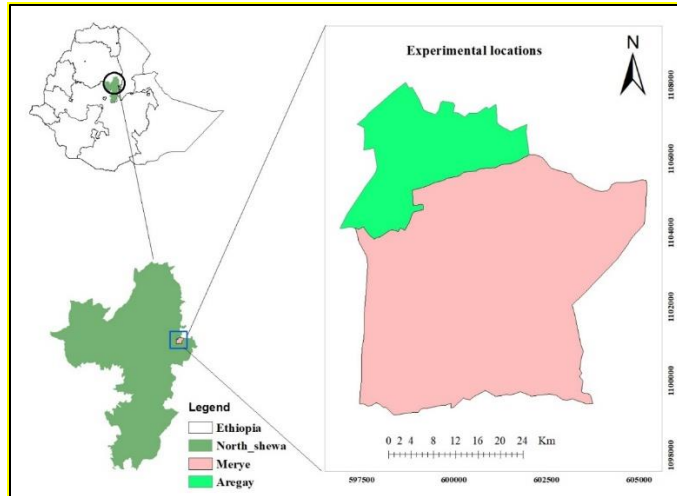 Experimental locations
N
1108000
1106000
1104000
1102000
1100000
1098000
Legend
Ethiopia
North_shewa
Merye
Aregay
0 2 4 8 12 16 20 24 Km
597500 600000 602500 605000